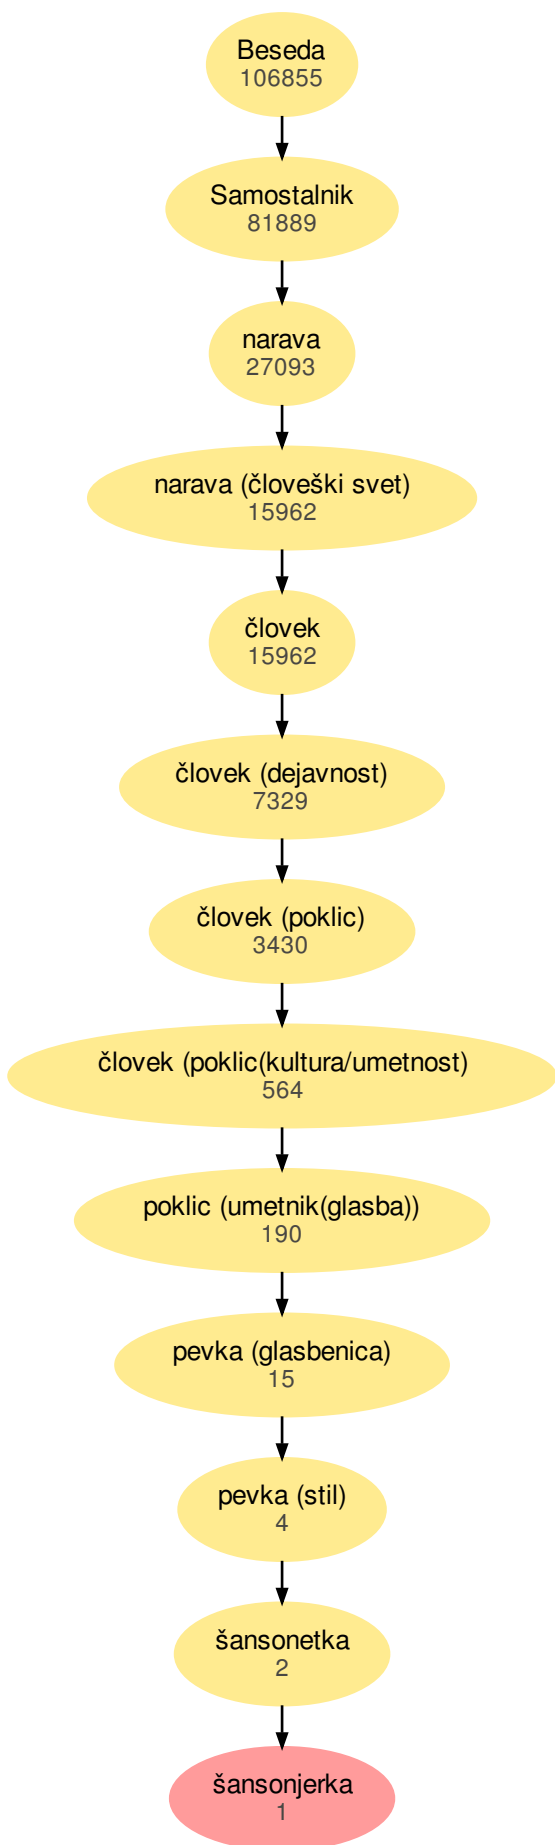 Beseda
106855
Samostalnik
81889
narava
27093
narava (človeški svet)
15962
človek
15962
človek (dejavnost)
7329
človek (poklic)
3430
človek (poklic(kultura/umetnost)
564
poklic (umetnik(glasba))
190
pevka (glasbenica)
15
pevka (stil)
4
šansonetka
2
šansonjerka
1